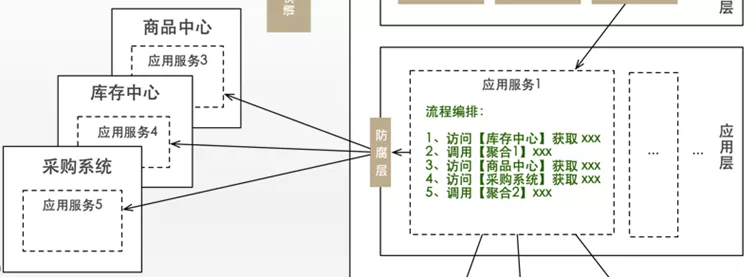 请
商品中心
应用服务3
库存中心
应用服务4
采购系统
应用服务5
防腐层
应用层
应用服务1
流程编排：
1、访问【库存中心】获取 xxx
2、调用【聚合1】xxx
3、访问【商品中心】获取 xxx
4、访问【采购系统】获取 xxx
5、调用【聚合2】xxx
...
...
应用层